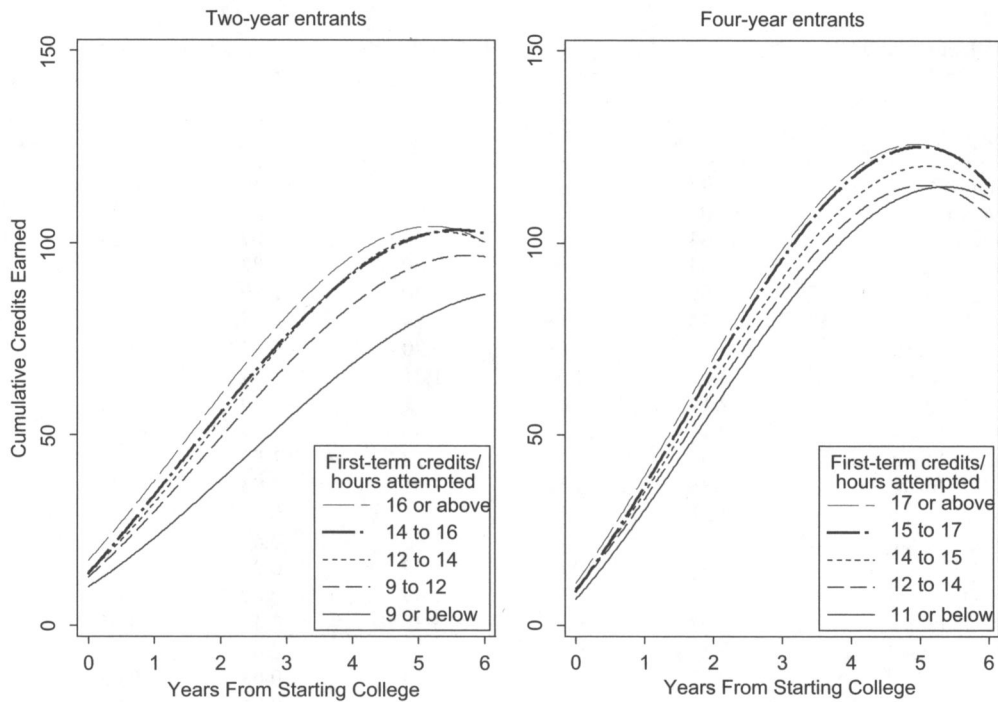 Two-year entrants
Cumulative Credits Earned
150
100
50
0
First-term credits/
hours attempted
16 or above
14 to 16
12 to 14
9 to 12
9 or below
0 1 2 3 4 5 6
Years From Starting College
Four-year entrants
150
100
50
0
First-term credits/
hours attempted
17 or above
15 to 17
14 to 15
12 to 14
11 or below
0 1 2 3 4 5 6
Years From Starting College